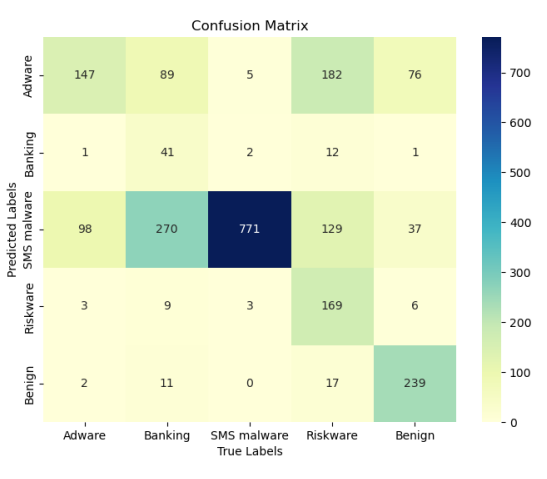 Confusion Matrix
Predicted Labels
Adware
147 89 5 182 76
Banking
1 41 2 12 1
SMS malware
98 270 771 129 37
Riskware
3 9 3 169 6
Benign
2 11 0 17 239
Adware Banking SMS malware Riskware Benign
True Labels
700
600
500
400
300
200
100
0